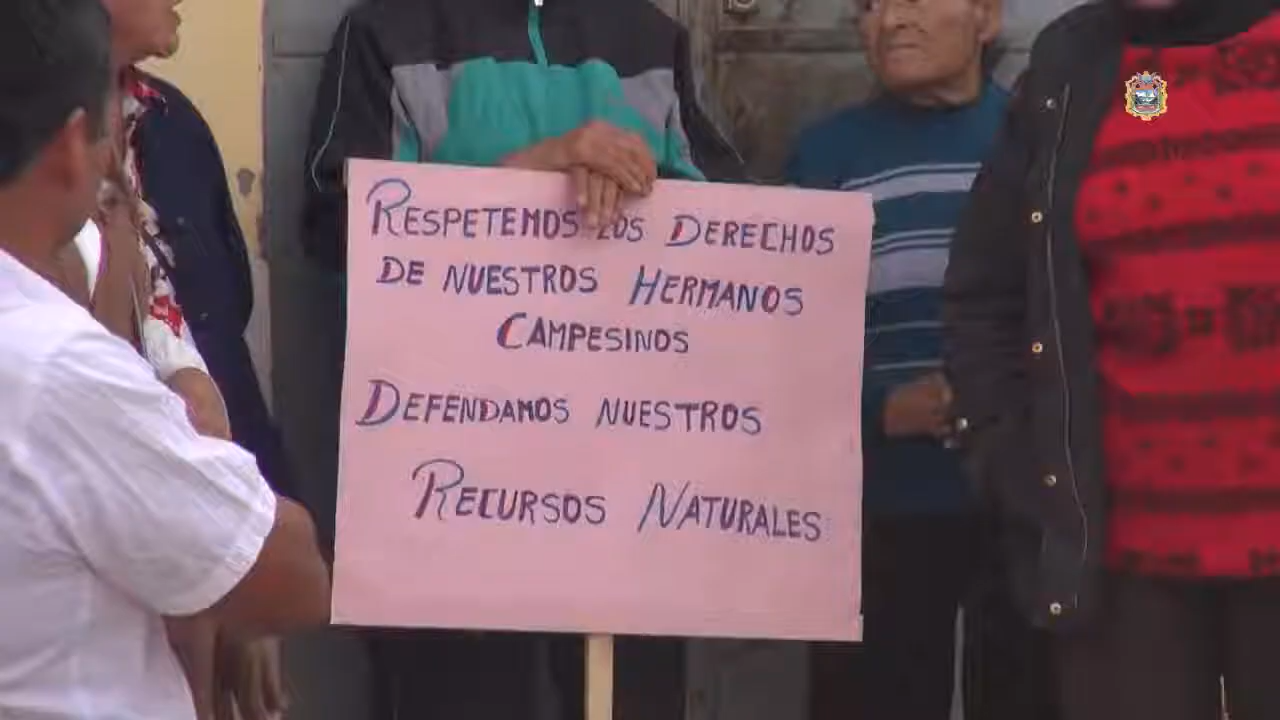 RESPETEMOS LOS DERECHOS
DE NUESTROS HERMANOS
CAMPESINOS
DEFENDAMOS NUESTROS
RECURSOS NATURALES